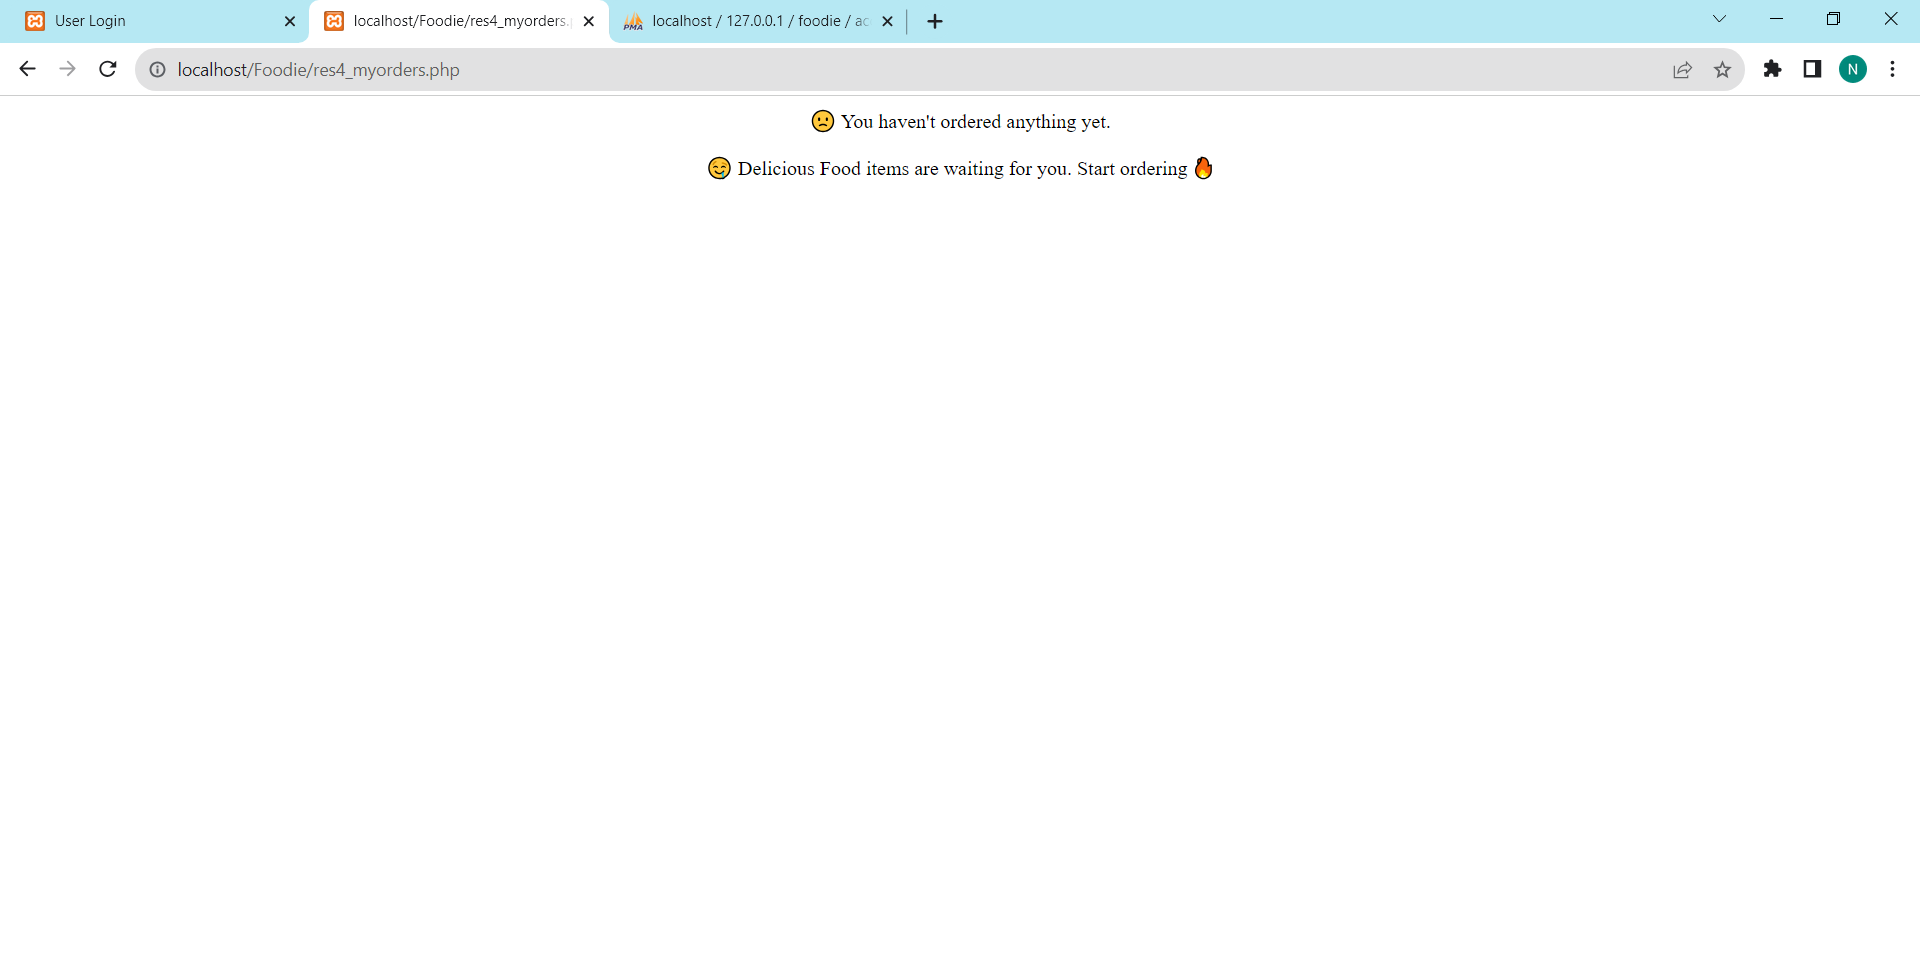 User Login
localhost/Foodie/res4_myorders.
PMA
localhost / 127.0.0.1 / foodie / ac
localhost/Foodie/res4_myorders.php
N
🙁 You haven't ordered anything yet.
🤤 Delicious Food items are waiting for you. Start ordering 🔥